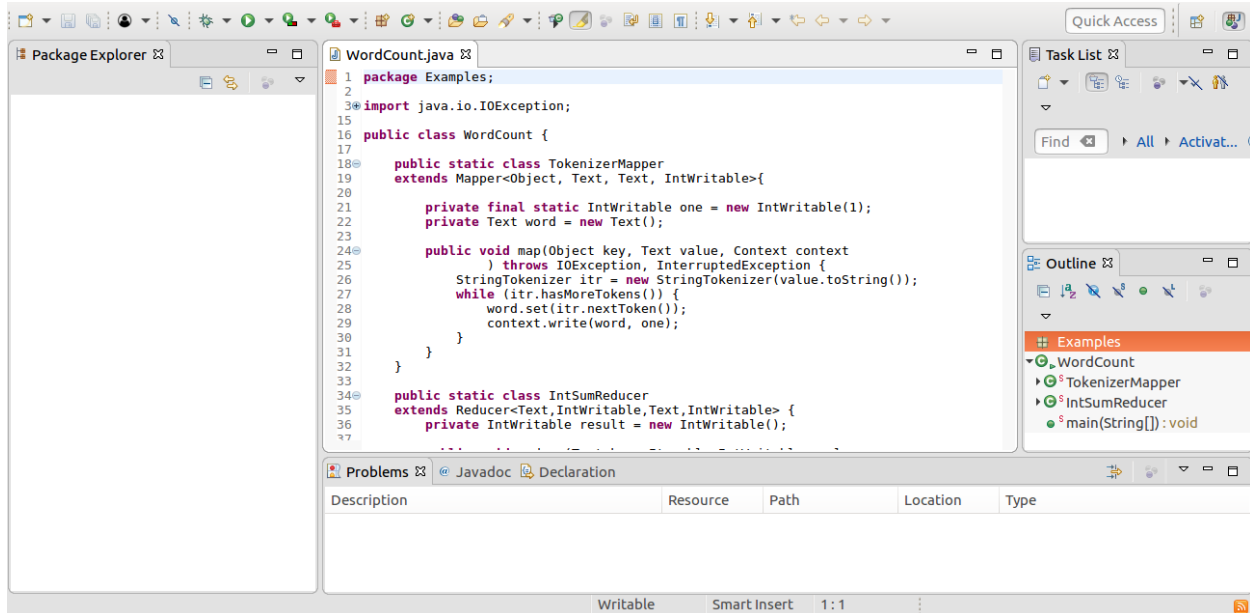 Quick Access
Package Explorer
WordCount.java
1 package Examples;
2
3 import java.io.IOException;
15
16 public class WordCount {
17
18 public static class TokenizerMapper
19 extends Mapper<Object, Text, Text, IntWritable>{
20
21 private final static IntWritable one = new IntWritable(1);
22 private Text word = new Text();
23
24 public void map(Object key, Text value, Context context
25 ) throws IOException, InterruptedException {
26 StringTokenizer itr = new StringTokenizer(value.toString());
27 while (itr.hasMoreTokens()) {
28 word.set(itr.nextToken());
29 context.write(word, one);
30 }
31 }
32 }
33
34 public static class IntSumReducer
35 extends Reducer<Text,IntWritable,Text,IntWritable> {
36 private IntWritable result = new IntWritable();
37
Task List
Find All Activat...
Outline
Examples
WordCount
TokenizerMapper
IntSumReducer
main(String[]) : void
Problems @ Javadoc Declaration
Description Resource Path Location Type
Writable Smart Insert 1 : 1